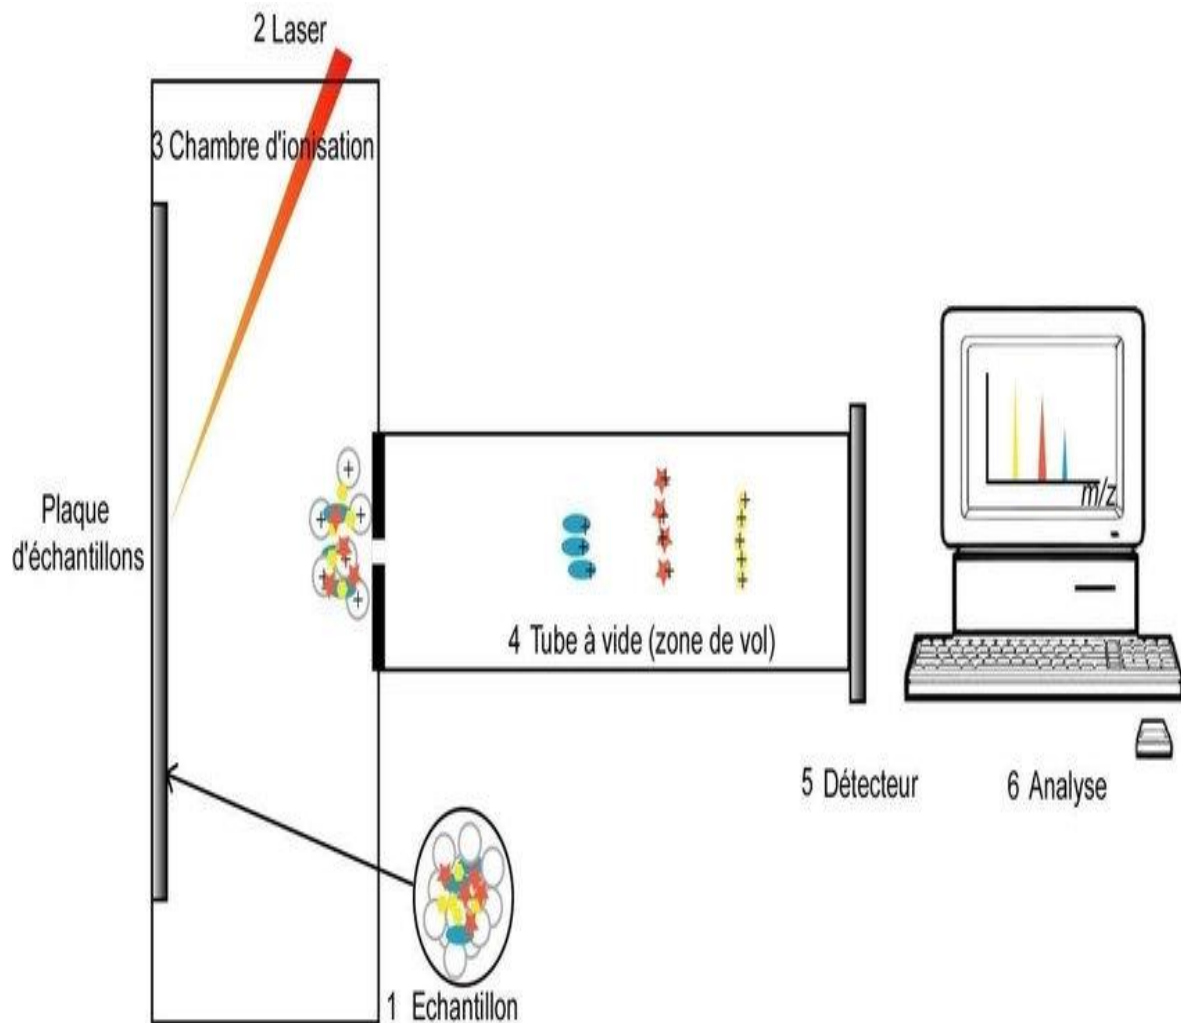 2 Laser
3 Chambre d'ionisation
Plaque
d'échantillons
4 Tube à vide (zone de vol)
m/z
5 Détecteur
6 Analyse
1 Echantillon